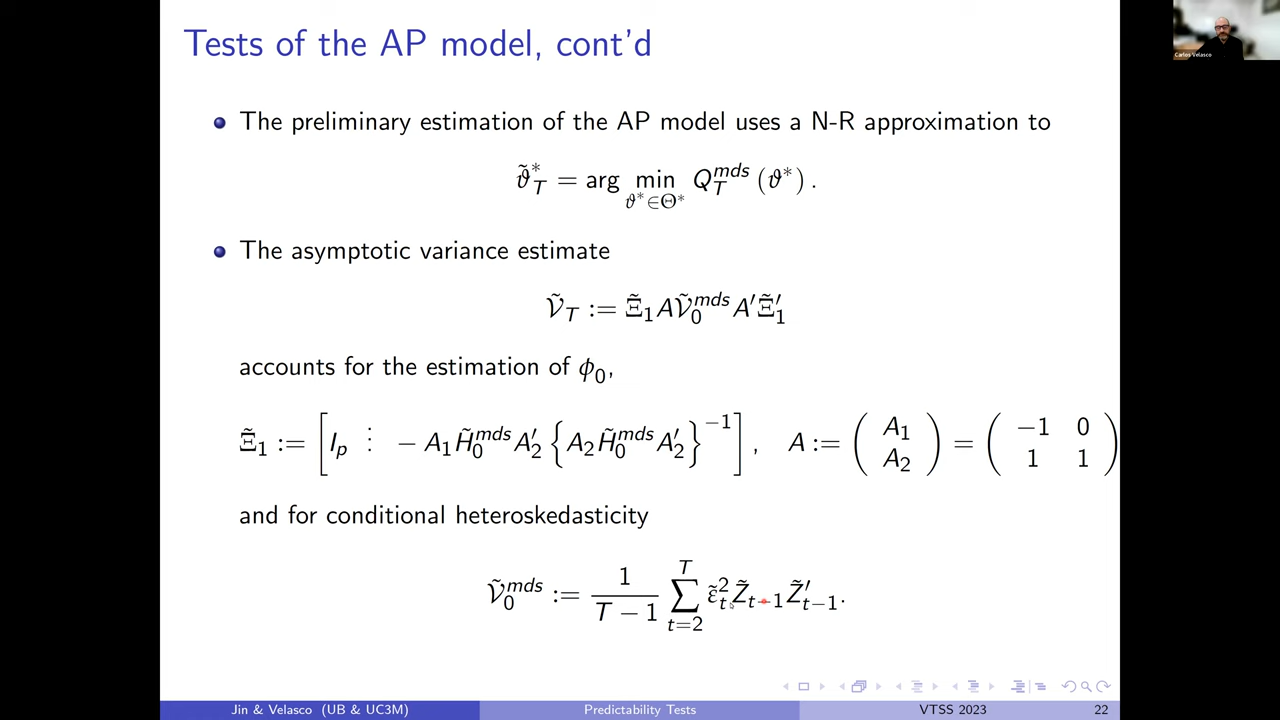 Tests of the AP model, cont'd
Carlos Velasco
The preliminary estimation of the AP model uses a N-R approximation to
ϑ̃*_T = arg min_{ϑ*∈Θ*} Q_T^{mds} (ϑ*) .
The asymptotic variance estimate
𝒱̃_T := Ξ̃_1 A 𝒱̃_0^{mds} A′ Ξ̃′_1
accounts for the estimation of ϕ_0,
Ξ̃_1 := [ I_p ⋮ − A_1 H̃_0^{mds} A′_2 { A_2 H̃_0^{mds} A′_2 }^{−1} ] , A := ( A_1 A_2 ) = ( −1 0 1 1 )
and for conditional heteroskedasticity
𝒱̃_0^{mds} := 1/(T − 1) ∑_{t=2}^{T} ε̃_t^2 Z̃_{t−1} Z̃′_{t−1}.
Jin & Velasco (UB & UC3M) Predictability Tests VTSS 2023 22